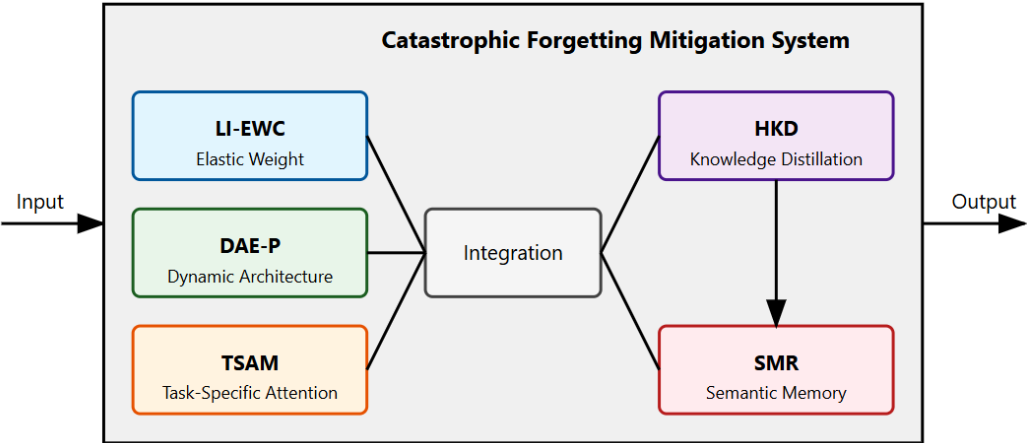 Catastrophic Forgetting Mitigation System
LI-EWC
Elastic Weight
HKD
Knowledge Distillation
Input
Output
DAE-P
Dynamic Architecture
Integration
TSAM
Task-Specific Attention
SMR
Semantic Memory